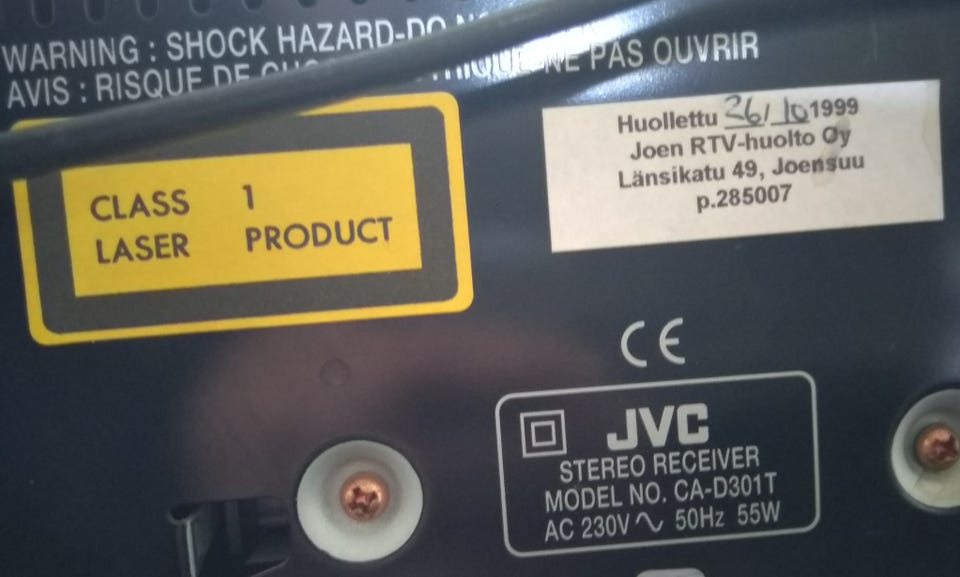 WARNING : SHOCK HAZARD-DO
AVIS : RISQUE DE NE PAS OUVRIR
CLASS 1
LASER PRODUCT
Huollettu 26/10 1999
Joen RTV-huolto Oy
Länsikatu 49, Joensuu
p.285007
CE
JVC
STEREO RECEIVER
MODEL NO. CA-D301T
AC 230V ∿ 50Hz 55W